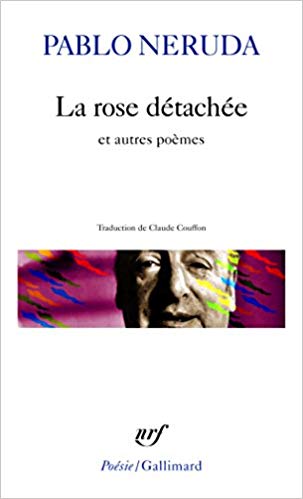 PABLO NERUDA
La rose détachée
et autres poèmes
Traduction de Claude Couffon
nrf
Poésie/Gallimard